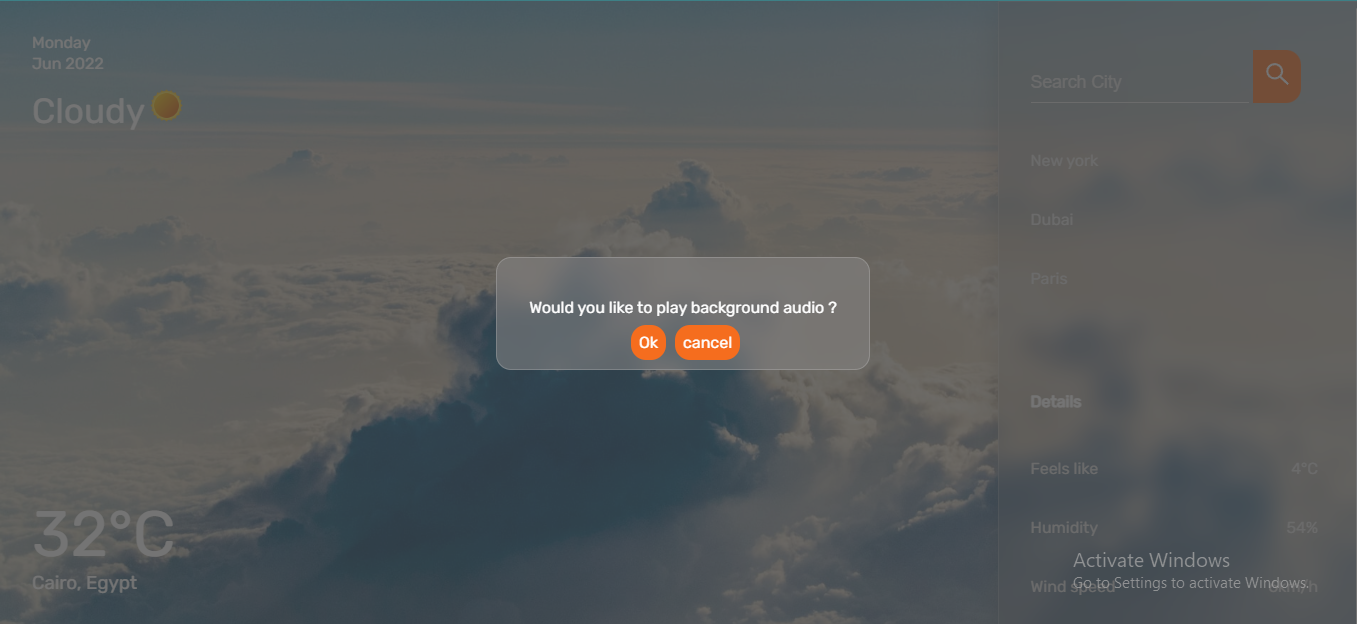 Monday
Jun 2022
Cloudy
32°C
Cairo, Egypt
Would you like to play background audio ?
Ok cancel
Search City
New york
Dubai
Paris
Details
Feels like 4°C
Humidity 54%
Activate Windows
Go to Settings to activate Windows.
Wind speed